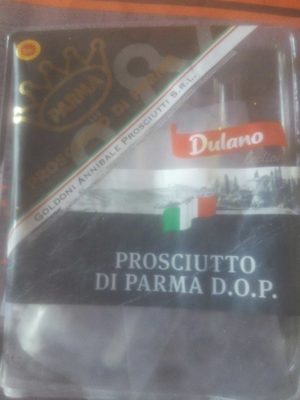 PARMA
GOLDONI ANNIBALE PROSCIUTTI S.R.L.
Dulano
PROSCIUTTO
DI PARMA D.O.P.